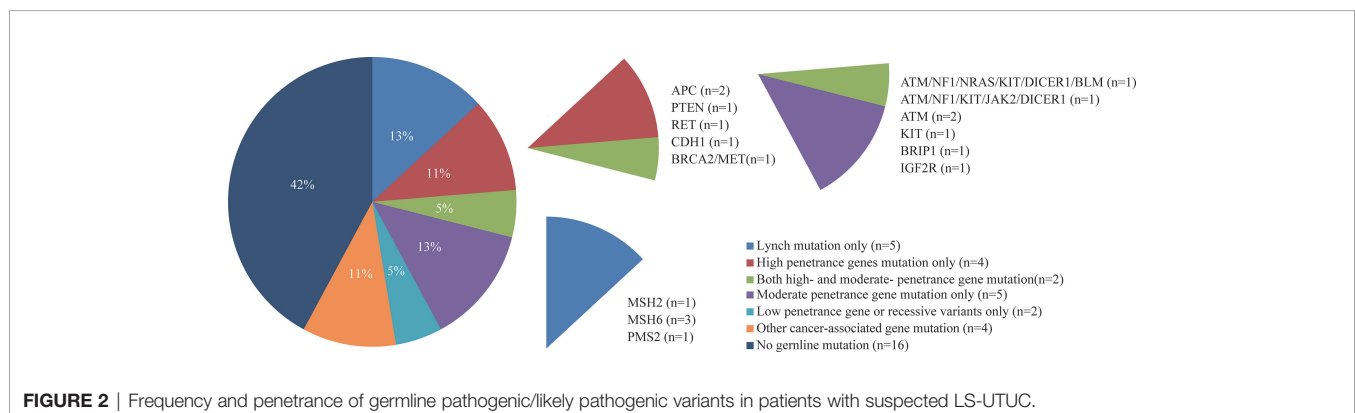 13%
11%
5%
13%
5%
11%
42%
APC (n=2)
PTEN (n=1)
RET (n=1)
CDH1 (n=1)
BRCA2/MET(n=1)
ATM/NF1/NRAS/KIT/DICER1/BLM (n=1)
ATM/NF1/KIT/JAK2/DICER1 (n=1)
ATM (n=2)
KIT (n=1)
BRIP1 (n=1)
IGF2R (n=1)
MSH2 (n=1)
MSH6 (n=3)
PMS2 (n=1)
Lynch mutation only (n=5)
High penetrance genes mutation only (n=4)
Both high- and moderate- penetrance gene mutation(n=2)
Moderate penetrance gene mutation only (n=5)
Low penetrance gene or recessive variants only (n=2)
Other cancer-associated gene mutation (n=4)
No gernline mutation (n=16)
FIGURE 2 | Frequency and penetrance of germline pathogenic/likely pathogenic variants in patients with suspected LS-UTUC.